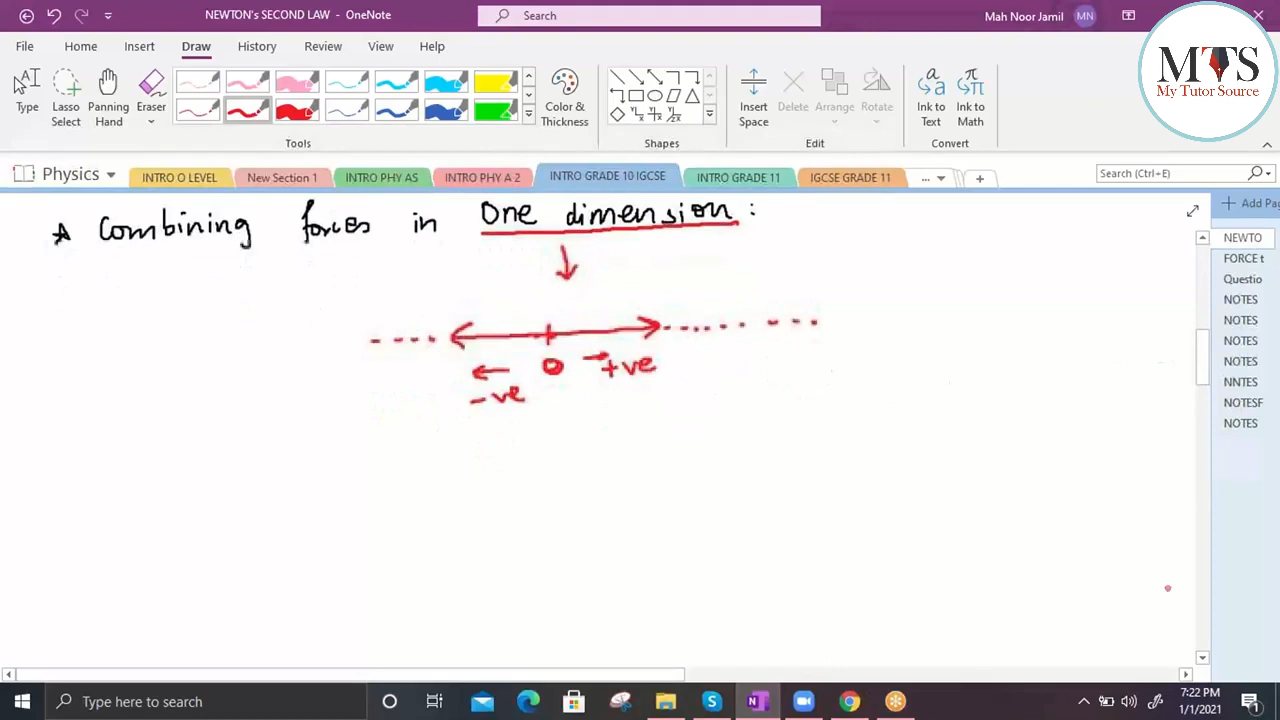 NEWTON's SECOND LAW - OneNote
Search
Mah Noor Jamil
MN
File Home Insert Draw History Review View Help
MTS
My Tutor Source
Type
Lasso Select
Panning Hand
Eraser
Color & Thickness
Insert Space
Delete
Arrange
Rotate
Ink to Text
Ink to Math
Tools
Shapes
Edit
Convert
Physics
INTRO O LEVEL
New Section 1
INTRO PHY AS
INTRO PHY A 2
INTRO GRADE 10 IGCSE
INTRO GRADE 11
IGCSE GRADE 11
...
Search (Ctrl+E)
Add Pag
NEWTO
FORCE t
Questio
NOTES
NOTES
NOTES
NOTES
NNTES
NOTESF
NOTES
Combining forces in One dimension:
0 +ve
-ve
Type here to search
7:22 PM
1/1/2021